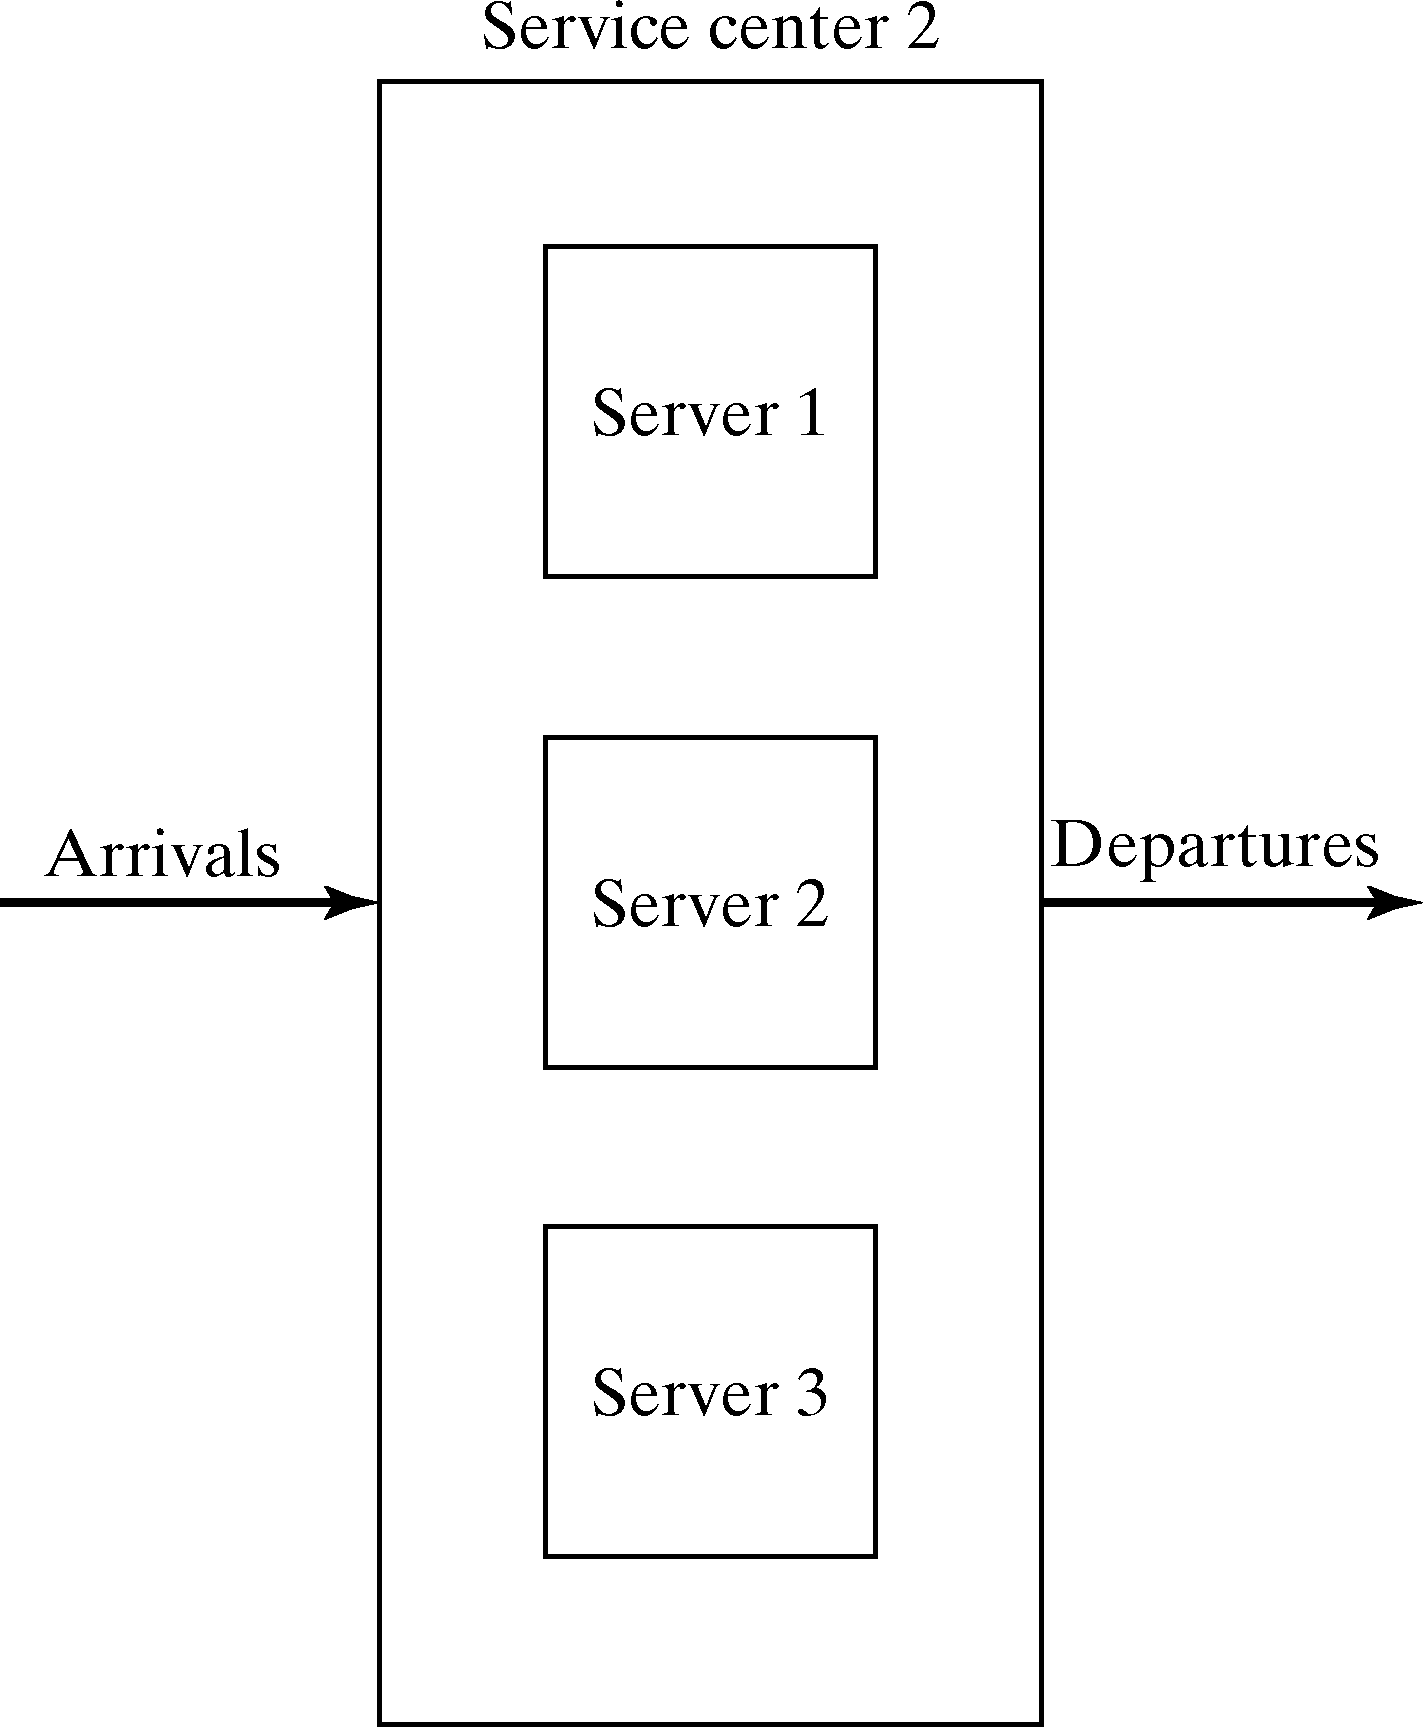 Service center 2
Server 1
Arrivals
Server 2
Departures
Server 3